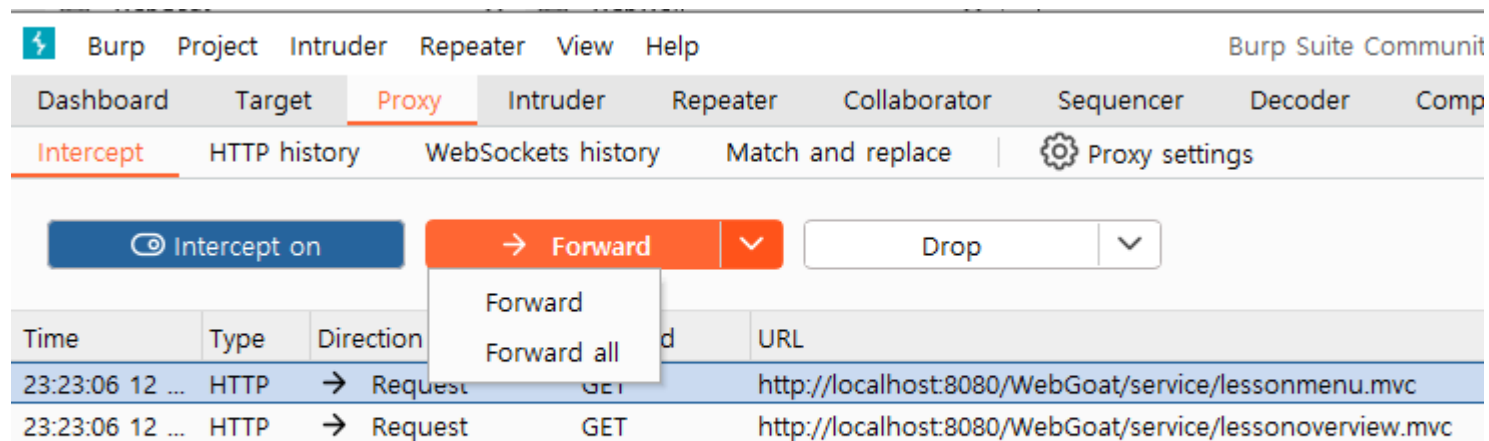 Burp Project Intruder Repeater View Help Burp Suite Communit
Dashboard Target Proxy Intruder Repeater Collaborator Sequencer Decoder Comp
Intercept HTTP history WebSockets history Match and replace Proxy settings
Intercept on Forward Drop
Forward
Forward all
Time Type Direction d URL
23:23:06 12 ... HTTP → Request GET http://localhost:8080/WebGoat/service/lessonmenu.mvc
23:23:06 12 ... HTTP → Request GET http://localhost:8080/WebGoat/service/lessonoverview.mvc